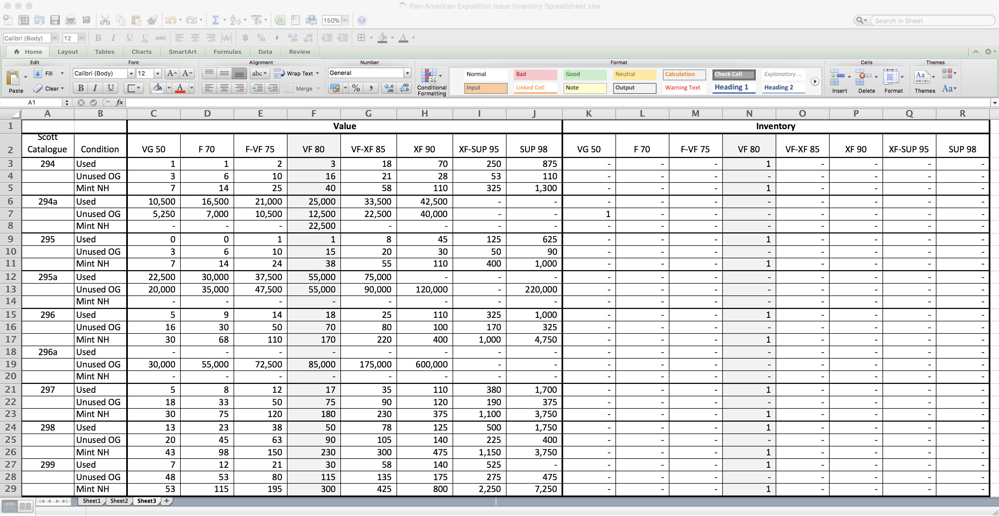 Pan-American Exposition Issue Inventory Spreadsheet.xlsx
150% Search in Sheet
Calibri (Body) 12 B I U U ABC A $ % , .0 .00 .00 .0 A
Home Layout Tables Charts SmartArt Formulas Data Review
Edit Font Alignment Number Format Cells Themes
Paste Fill Calibri (Body) 12 A A abc Wrap Text General Normal Bad Good Neutral Calculation Check Cell Explanatory ...
Clear B I U A Merge % , .0 .00 .00 .0 Conditional Formatting Input Linked Cell Note Output Warning Text Heading 1 Heading 2 Insert Delete Format Themes Aa
A1 fx
A B C D E F G H I J K L M N O P Q R
1 Value Inventory
2 Scott Catalogue Condition VG 50 F 70 F-VF 75 VF 80 VF-XF 85 XF 90 XF-SUP 95 SUP 98 VG 50 F 70 F-VF 75 VF 80 VF-XF 85 XF 90 XF-SUP 95 SUP 98
3 294 Used 1 1 2 3 18 70 250 875 - - - 1 - - - -
4 Unused OG 3 6 10 16 21 28 53 110 - - - - - - - -
5 Mint NH 7 14 25 40 58 110 325 1,300 - - - 1 - - - -
6 294a Used 10,500 16,500 21,000 25,000 33,500 42,500 - - - - - - - - - -
7 Unused OG 5,250 7,000 10,500 12,500 22,500 40,000 - - 1 - - - - - - -
8 Mint NH - - - 22,500 - - - - - - - - - - - -
9 295 Used 0 0 1 1 8 45 125 625 - - - 1 - - - -
10 Unused OG 3 6 10 15 20 30 50 90 - - - - - - - -
11 Mint NH 7 14 24 38 55 110 400 1,000 - - - 1 - - - -
12 295a Used 22,500 30,000 37,500 55,000 75,000 - - - - - - - - - - -
13 Unused OG 20,000 35,000 47,500 55,000 90,000 120,000 - 220,000 - - - - - - - -
14 Mint NH - - - - - - - - - - - - - - - -
15 296 Used 5 9 14 18 25 110 325 1,000 - - - 1 - - - -
16 Unused OG 16 30 50 70 80 100 170 325 - - - - - - - -
17 Mint NH 30 68 110 170 220 400 1,000 4,750 - - - 1 - - - -
18 296a Used - - - - - - - - - - - - - - - -
19 Unused OG 30,000 55,000 72,500 85,000 175,000 600,000 - - - - - - - - - -
20 Mint NH - - - - - - - - - - - - - - - -
21 297 Used 5 8 12 17 35 110 380 1,700 - - - 1 - - - -
22 Unused OG 18 33 50 75 90 120 190 375 - - - - - - - -
23 Mint NH 30 75 120 180 230 375 1,100 3,750 - - - 1 - - - -
24 298 Used 13 23 38 50 78 125 500 1,750 - - - 1 - - - -
25 Unused OG 20 45 63 90 105 140 225 400 - - - - - - - -
26 Mint NH 43 98 150 230 300 475 1,150 3,750 - - - 1 - - - -
27 299 Used 7 12 21 30 58 140 525 - - - - 1 - - - -
28 Unused OG 48 53 80 115 135 175 275 475 - - - - - - - -
29 Mint NH 53 115 195 300 425 800 2,250 7,250 - - - 1 - - - -
Sheet1 Sheet2 Sheet3 +